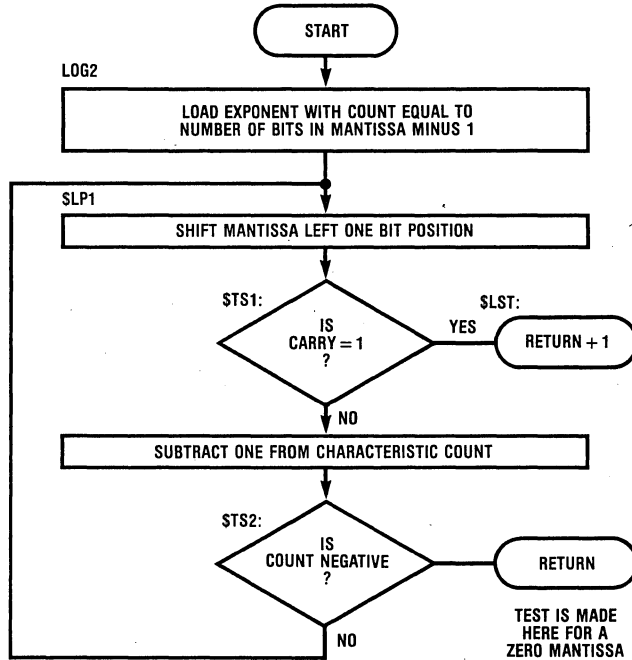 START
LOG2
LOAD EXPONENT WITH COUNT EQUAL TO
NUMBER OF BITS IN MANTISSA MINUS 1
$LP1
SHIFT MANTISSA LEFT ONE BIT POSITION
$TS1:
IS
CARRY = 1
?
YES
$LST:
RETURN + 1
NO
SUBTRACT ONE FROM CHARACTERISTIC COUNT
$TS2:
IS
COUNT NEGATIVE
?
RETURN
NO
TEST IS MADE
HERE FOR A
ZERO MANTISSA